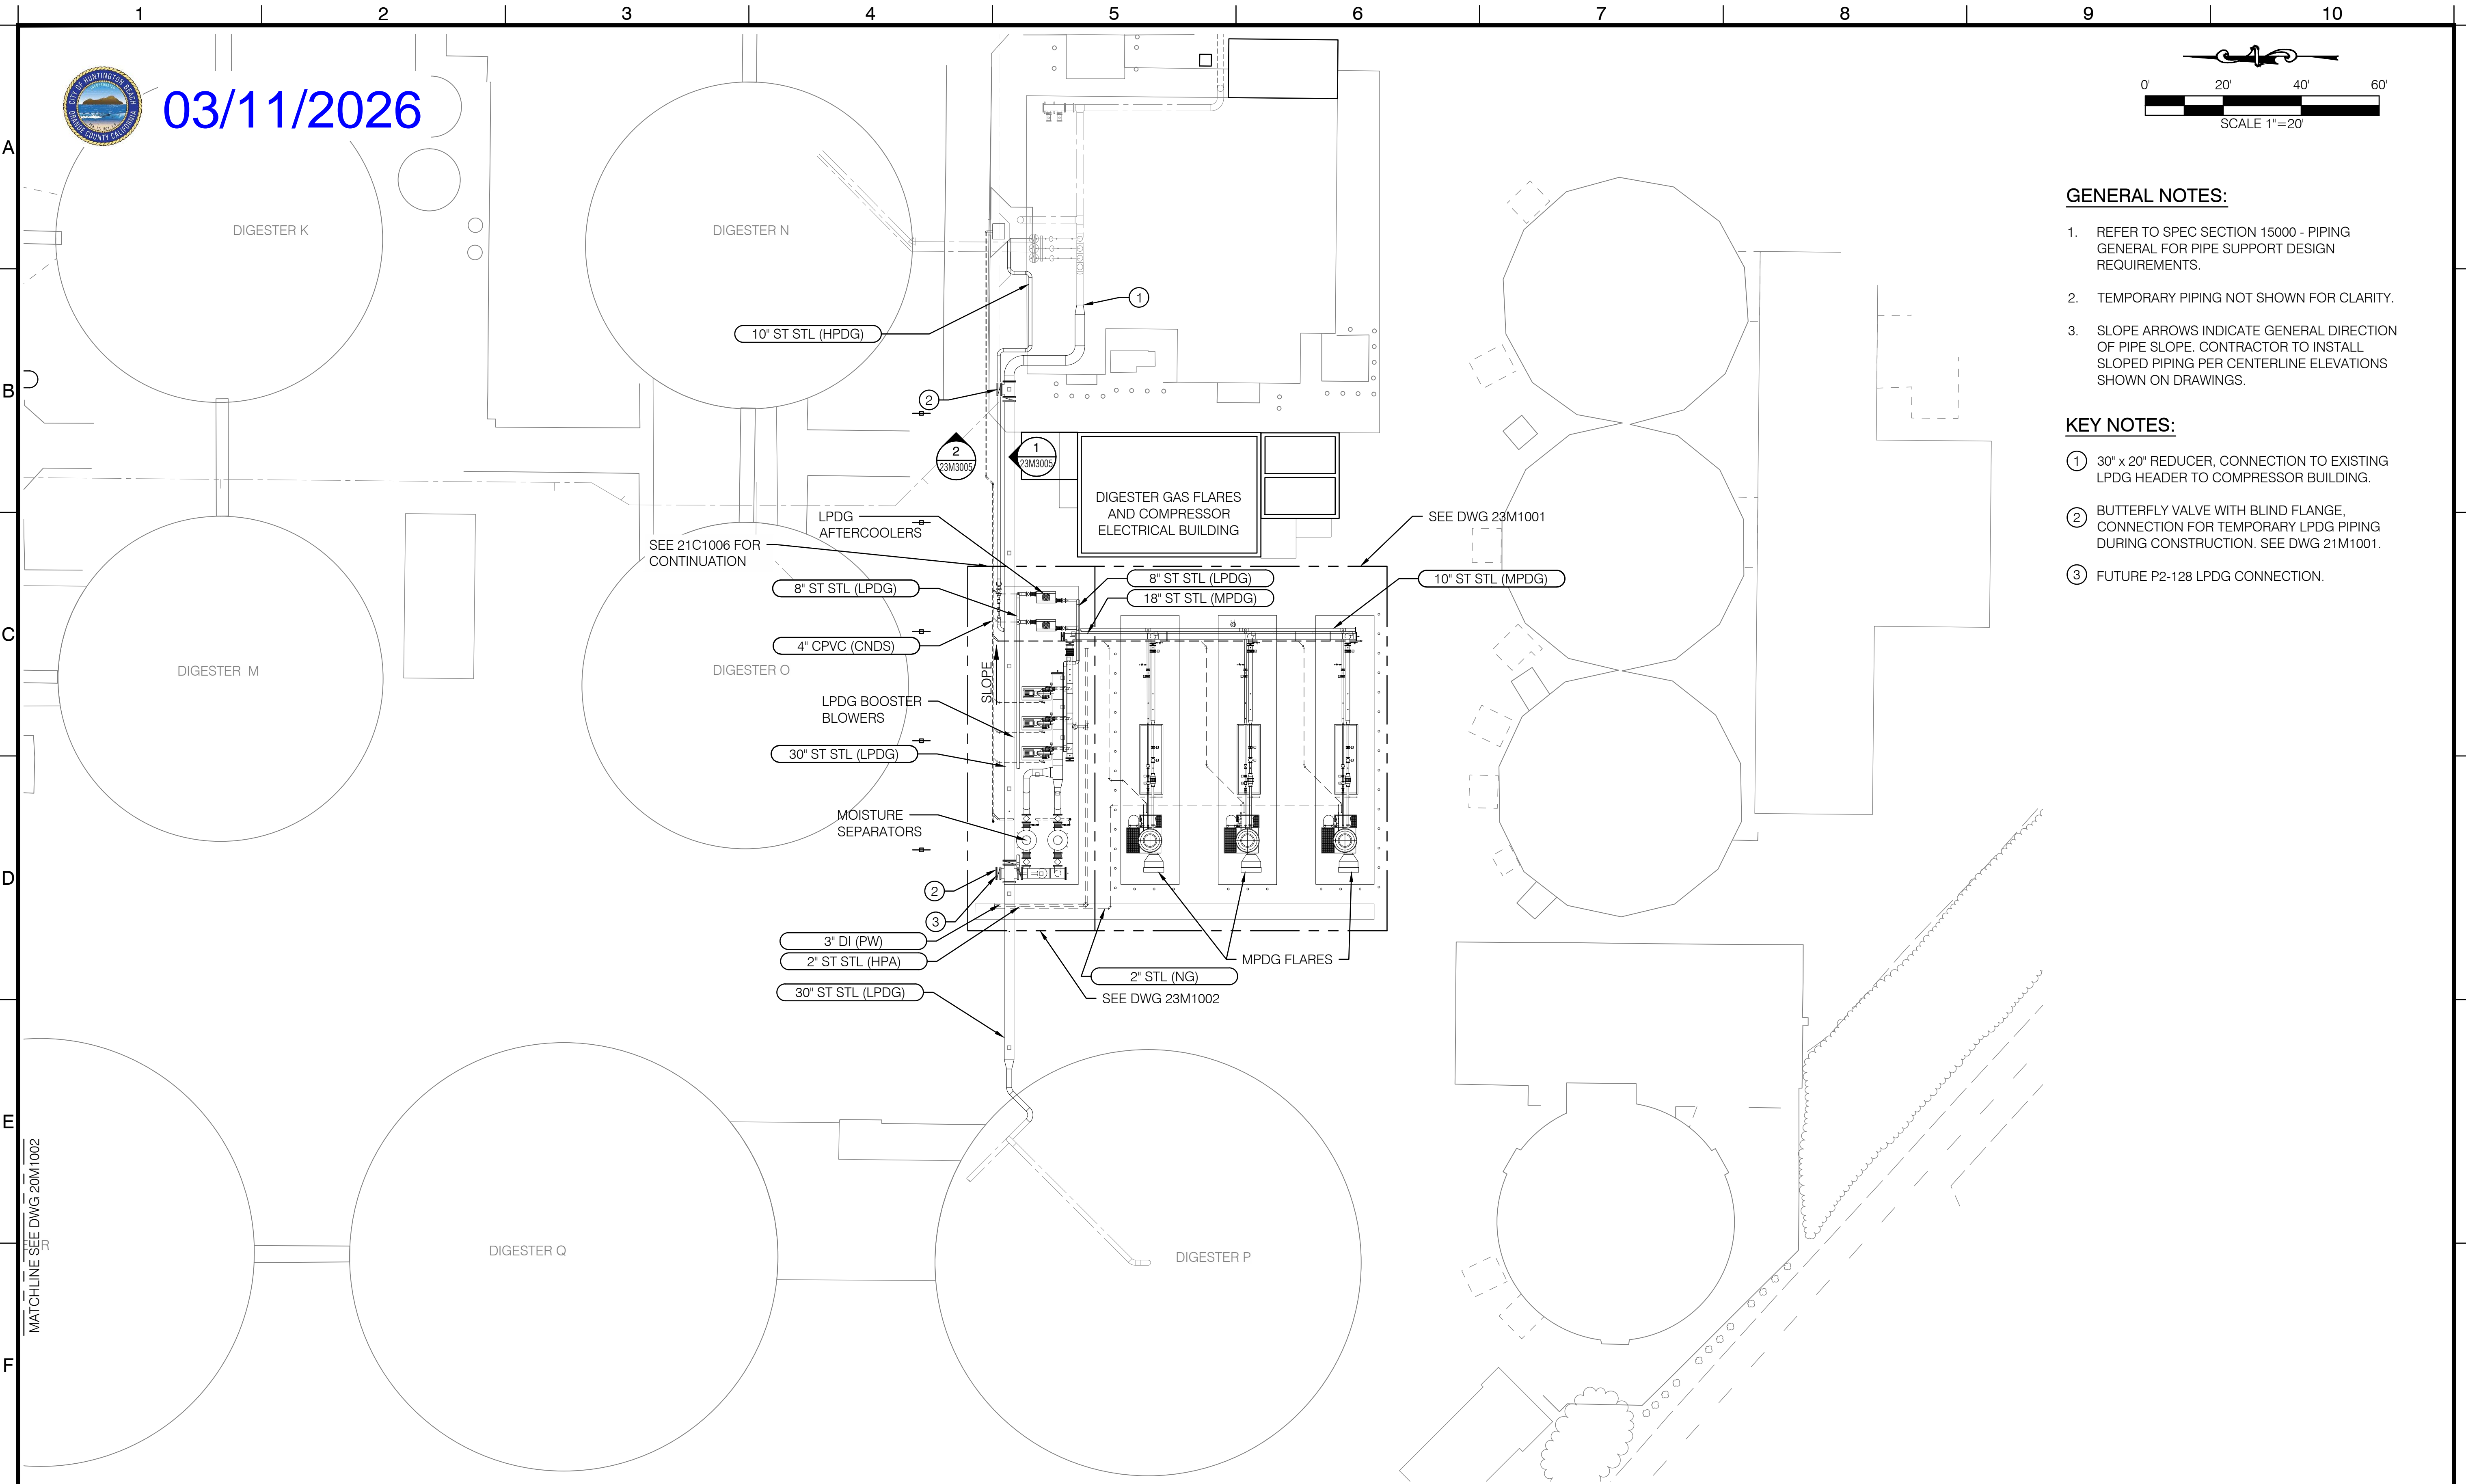 1 2 3 4 5 6 7 8 9 10
A
B
C
D
E
F
CITY OF HUNTINGTON BEACH
ORANGE COUNTY CALIFORNIA
03/11/2026
0' 20' 40' 60'
SCALE 1"=20'
GENERAL NOTES:
1. REFER TO SPEC SECTION 15000 - PIPING
GENERAL FOR PIPE SUPPORT DESIGN
REQUIREMENTS.
2. TEMPORARY PIPING NOT SHOWN FOR CLARITY.
3. SLOPE ARROWS INDICATE GENERAL DIRECTION
OF PIPE SLOPE. CONTRACTOR TO INSTALL
SLOPED PIPING PER CENTERLINE ELEVATIONS
SHOWN ON DRAWINGS.
KEY NOTES:
1 30" x 20" REDUCER, CONNECTION TO EXISTING
LPDG HEADER TO COMPRESSOR BUILDING.
2 BUTTERFLY VALVE WITH BLIND FLANGE,
CONNECTION FOR TEMPORARY LPDG PIPING
DURING CONSTRUCTION. SEE DWG 21M1001.
3 FUTURE P2-128 LPDG CONNECTION.
DIGESTER K
DIGESTER N
1
10" ST STL (HPDG)
2
2
23M3005
1
23M3005
DIGESTER GAS FLARES
AND COMPRESSOR
ELECTRICAL BUILDING
LPDG
AFTERCOOLERS
SEE DWG 23M1001
SEE 21C1006 FOR
CONTINUATION
8" ST STL (LPDG)
8" ST STL (LPDG)
10" ST STL (MPDG)
18" ST STL (MPDG)
4" CPVC (CNDS)
DIGESTER M
DIGESTER O
SLOPE
LPDG BOOSTER
BLOWERS
30" ST STL (LPDG)
MOISTURE
SEPARATORS
2
3
3" DI (PW)
2" ST STL (HPA)
MPDG FLARES
2" STL (NG)
30" ST STL (LPDG)
SEE DWG 23M1002
MATCHLINE SEE DWG 20M1002
R
DIGESTER Q
DIGESTER P